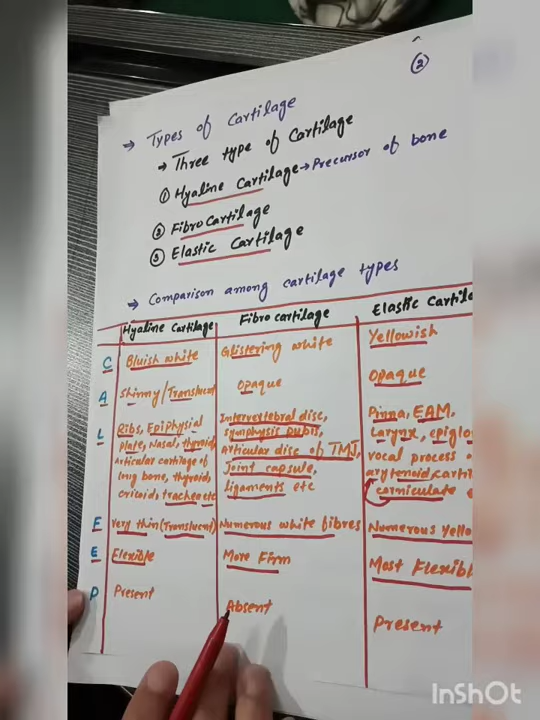 ②
→ Types of Cartilage
→ Three type of Cartilage
① Hyaline Cartilage → Precursor of bone
② Fibro Cartilage
③ Elastic Cartilage
→ Comparison among cartilage types
Hyaline Cartilage
Fibro cartilage
Elastic Cartila
C
Bluish white
Glistering white
Yellowish
A
Shinny/Translucent
Opaque
Opaque
L
Ribs, Epiphysial
plate, Nasal, thyroid,
Articular cartilage of
long bone, thyroid,
cricoid, trachea etc
Intervertebral disc,
symphysis pubis,
Articular disc of TMJ,
Joint capsule,
ligaments etc
Pinna, EAM,
Larynx, epiglo
vocal process o
arytenoid, carti
corniculate e
F
Very thin (Translucent)
Numerous white fibres
Numerous Yello
E
Flexible
More Firm
Most Flexibl
P
Present
Absent
Present
InShOt